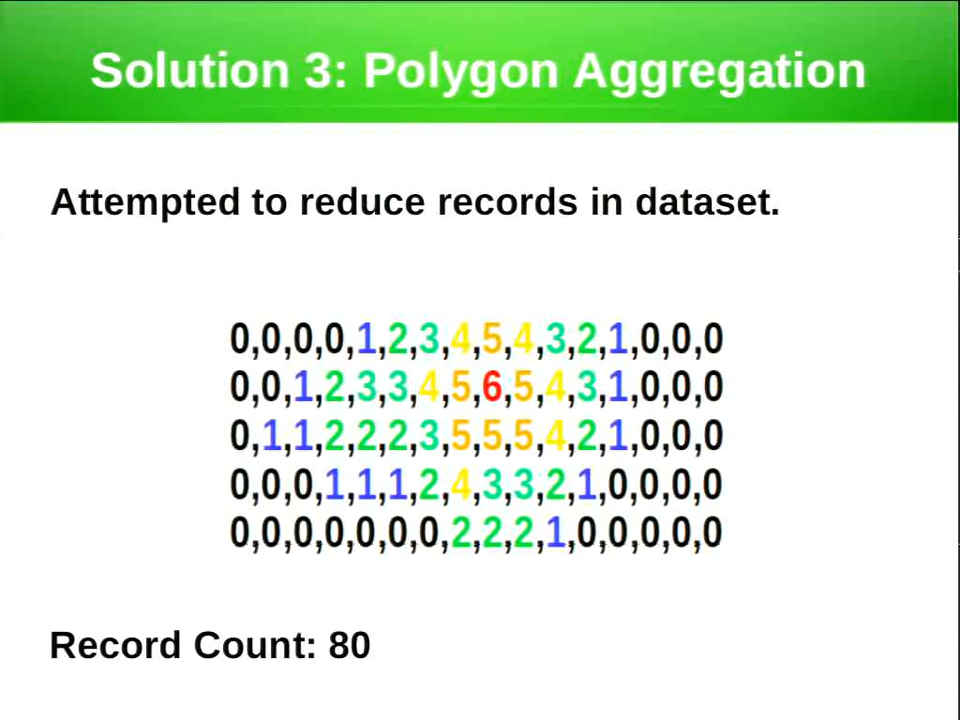 Solution 3: Polygon Aggregation
Attempted to reduce records in dataset.
0,0,0,0,1,2,3,4,5,4,3,2,1,0,0,0
0,0,1,2,3,3,4,5,6,5,4,3,1,0,0,0
0,1,1,2,2,2,3,5,5,5,4,2,1,0,0,0
0,0,0,1,1,1,2,4,3,3,2,1,0,0,0,0
0,0,0,0,0,0,0,2,2,2,1,0,0,0,0,0
Record Count: 80